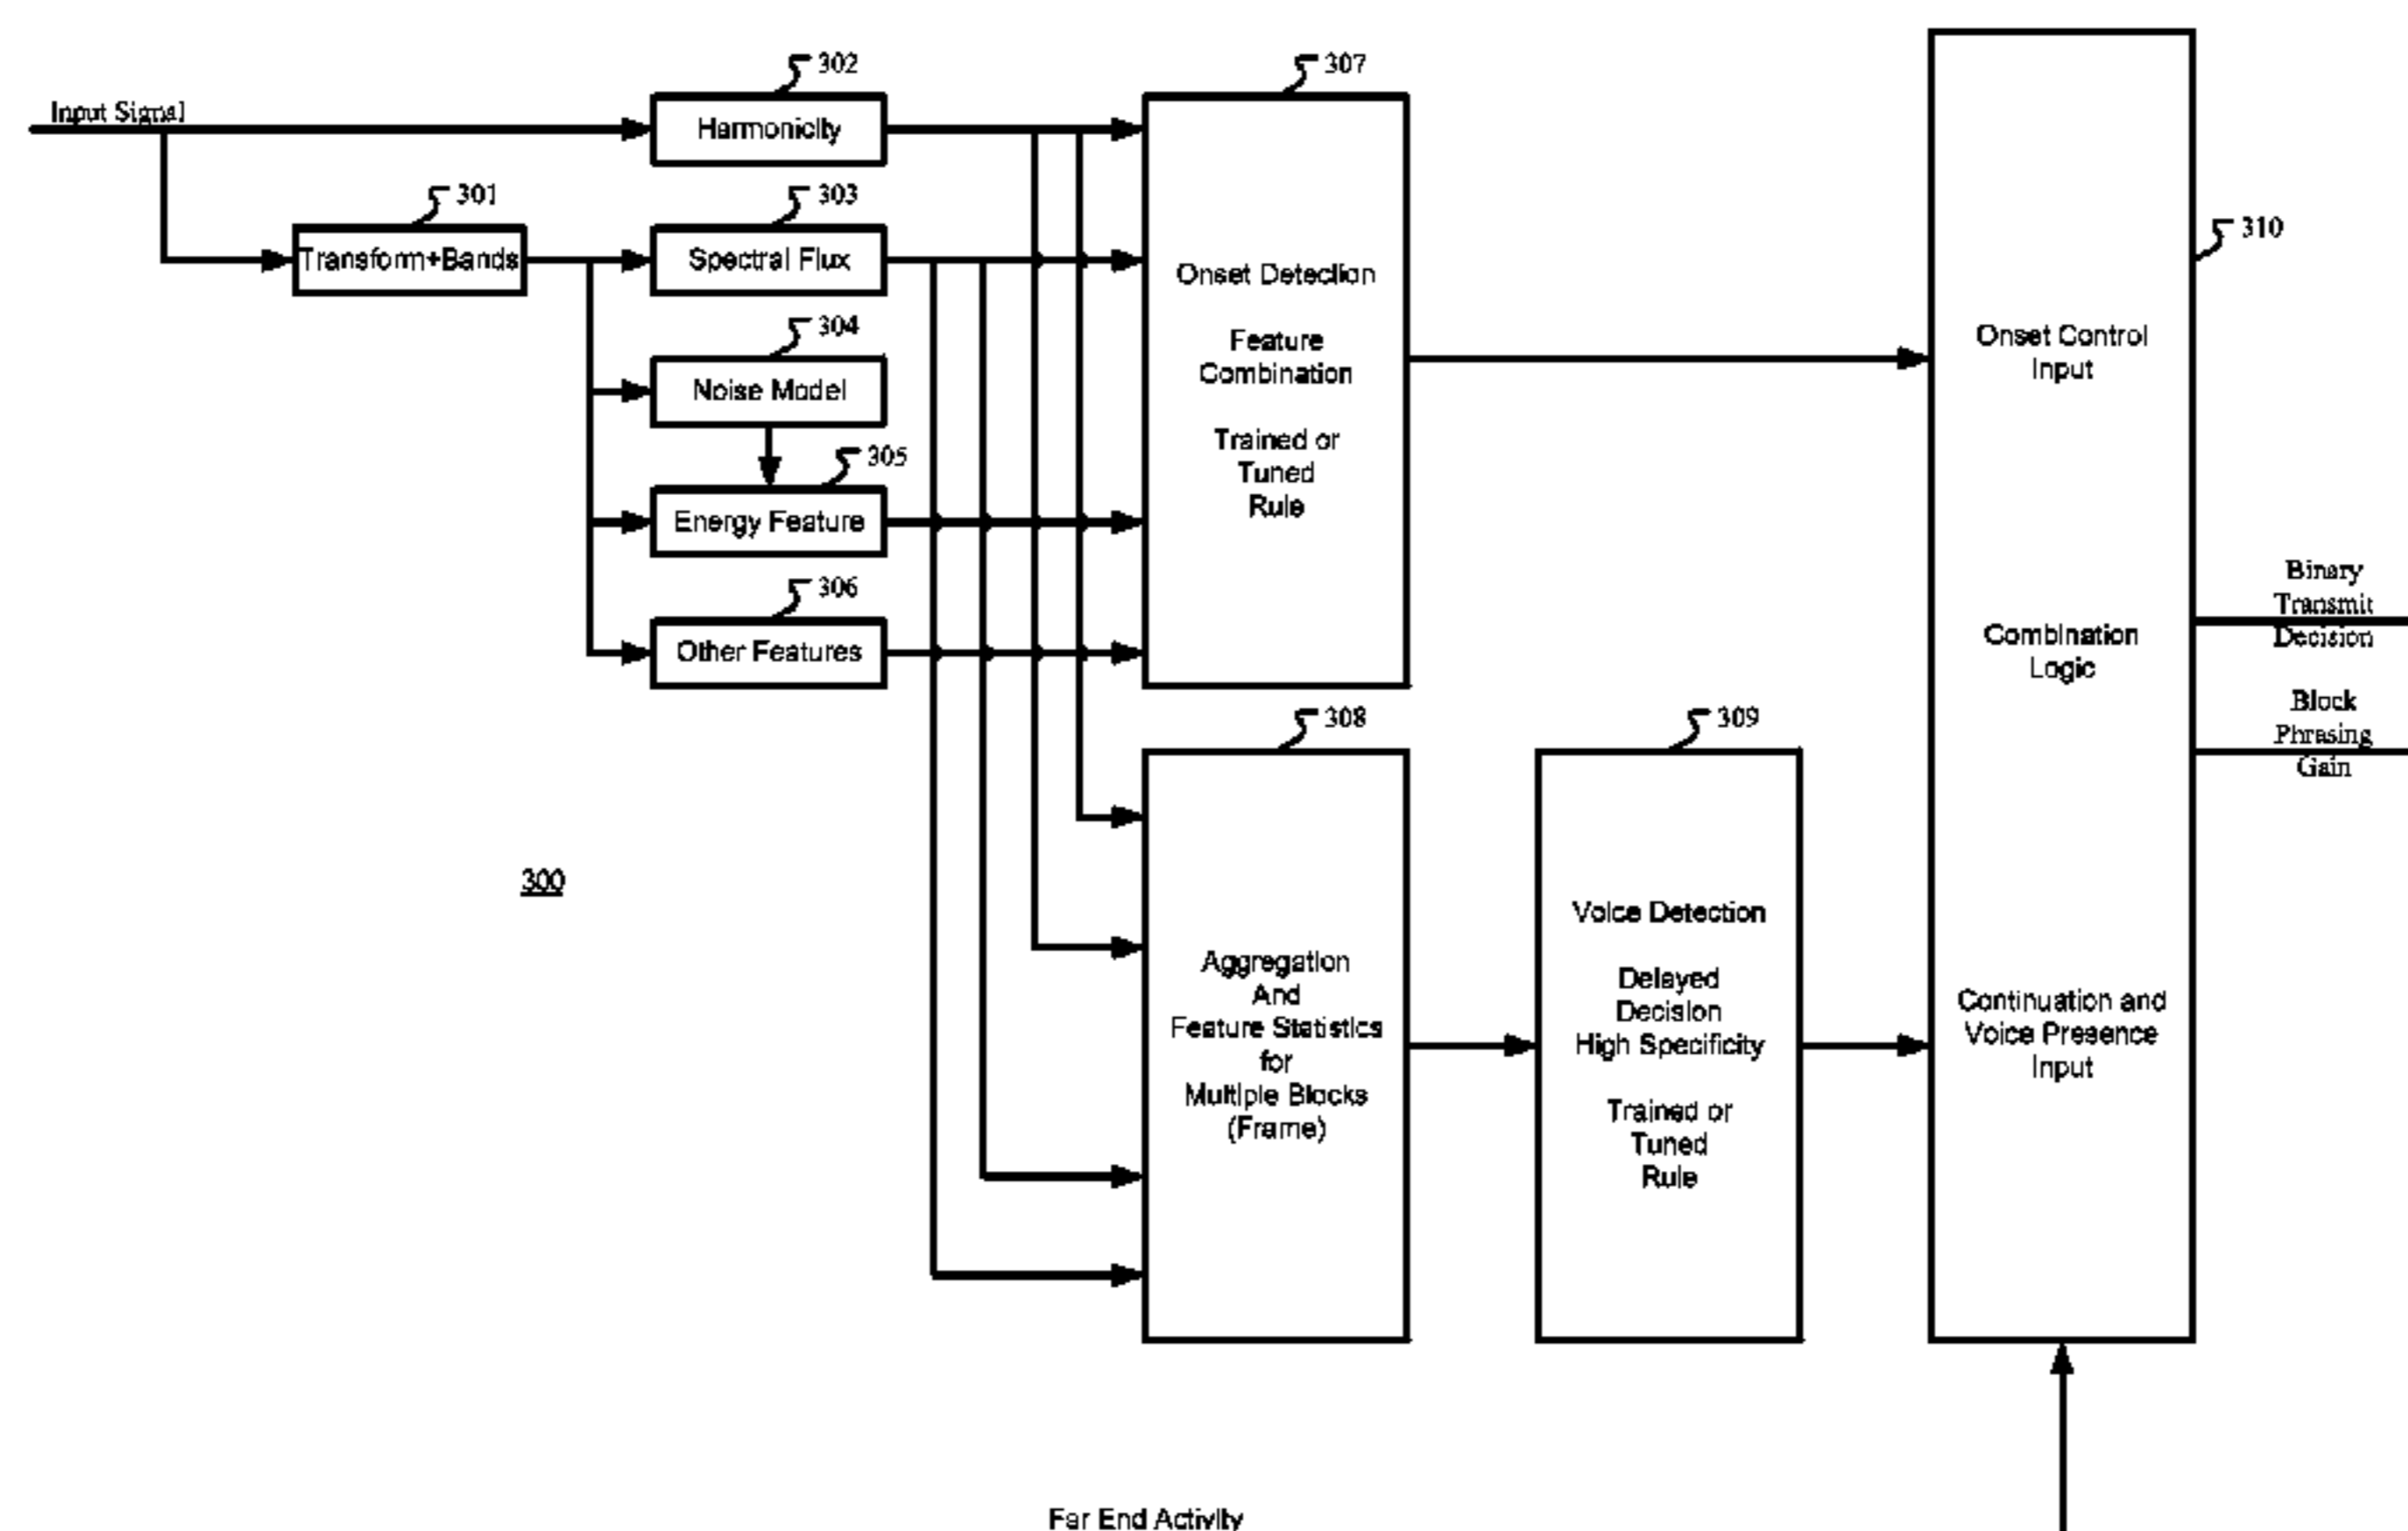 302
307
Input Signal
Harmonicity
301
303
310
Transform+Bands
Spectral Flux
Onset Detection
Feature
Combination
Trained or
Tuned
Rule
304
Noise Model
305
Energy Feature
306
Other Features
Onset Control
Input
Combination
Logic
Continuation and
Voice Presence
Input
Binary
Transmit
Decision
Block
Phrasing
Gain
308
309
300
Aggregation
And
Feature Statistics
for
Multiple Blocks
(Frame)
Voice Detection
Delayed
Decision
High Specificity
Trained or
Tuned
Rule
Far End Activity